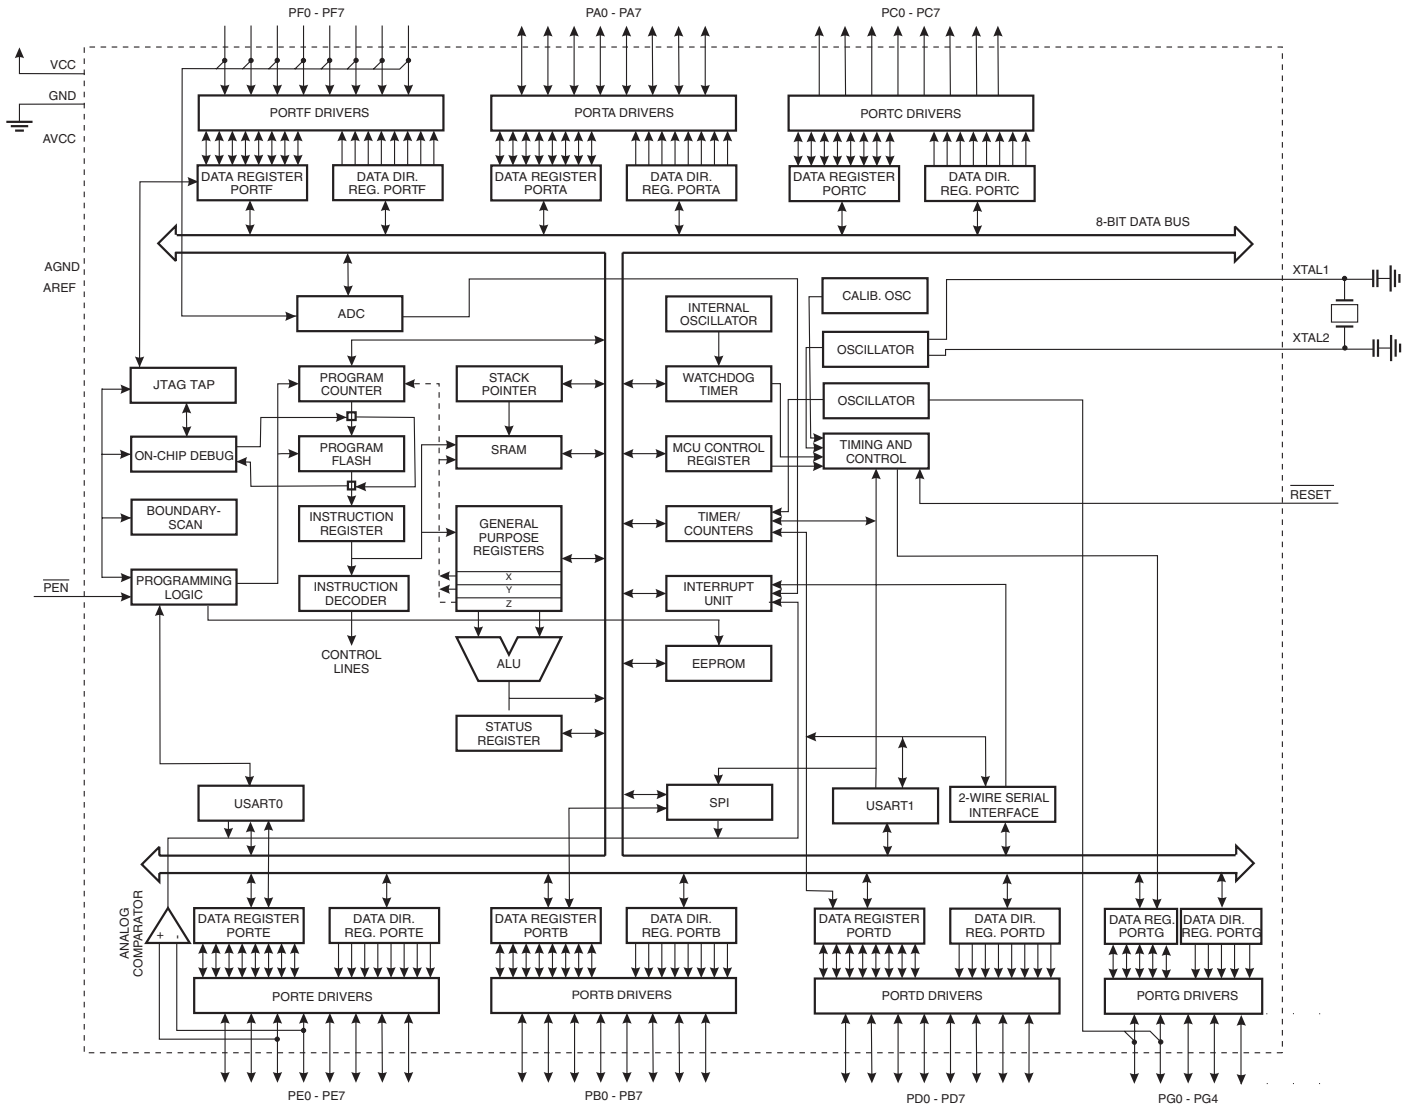 PF0 - PF7
PA0 - PA7
PC0 - PC7
VCC
GND
AVCC
PORTF DRIVERS
PORTA DRIVERS
PORTC DRIVERS
DATA REGISTER
PORTF
DATA DIR.
REG. PORTF
DATA REGISTER
PORTA
DATA DIR.
REG. PORTA
DATA REGISTER
PORTC
DATA DIR.
REG. PORTC
8-BIT DATA BUS
AGND
AREF
XTAL1
XTAL2
ADC
INTERNAL
OSCILLATOR
CALIB. OSC
OSCILLATOR
JTAG TAP
PROGRAM
COUNTER
STACK
POINTER
WATCHDOG
TIMER
OSCILLATOR
ON-CHIP DEBUG
PROGRAM
FLASH
SRAM
MCU CONTROL
REGISTER
TIMING AND
CONTROL
RESET
BOUNDARY-
SCAN
INSTRUCTION
REGISTER
GENERAL
PURPOSE
REGISTERS
X
Y
Z
TIMER/
COUNTERS
PEN
PROGRAMMING
LOGIC
INSTRUCTION
DECODER
INTERRUPT
UNIT
CONTROL
LINES
ALU
EEPROM
STATUS
REGISTER
USART0
SPI
USART1
2-WIRE SERIAL
INTERFACE
ANALOG
COMPARATOR
+
-
DATA REGISTER
PORTE
DATA DIR.
REG. PORTE
DATA REGISTER
PORTB
DATA DIR.
REG. PORTB
DATA REGISTER
PORTD
DATA DIR.
REG. PORTD
DATA REG.
PORTG
DATA DIR.
REG. PORTG
PORTE DRIVERS
PORTB DRIVERS
PORTD DRIVERS
PORTG DRIVERS
PE0 - PE7
PB0 - PB7
PD0 - PD7
PG0 - PG4